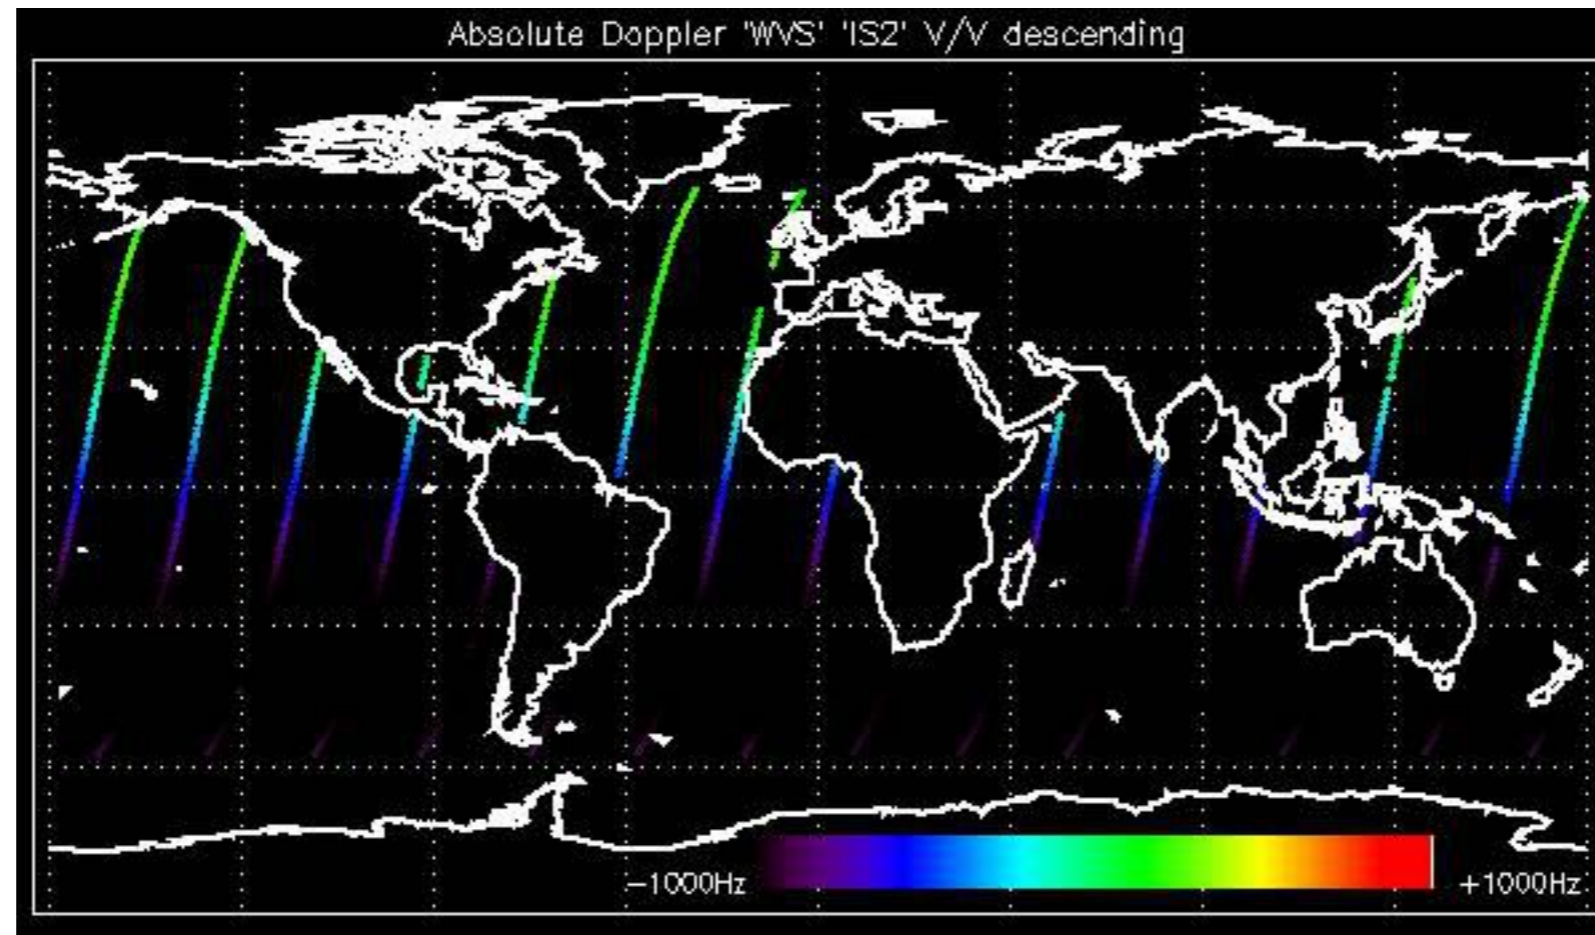 Absolute Doppler 'WVS' 'IS2' V/V descending
−1000Hz +1000Hz